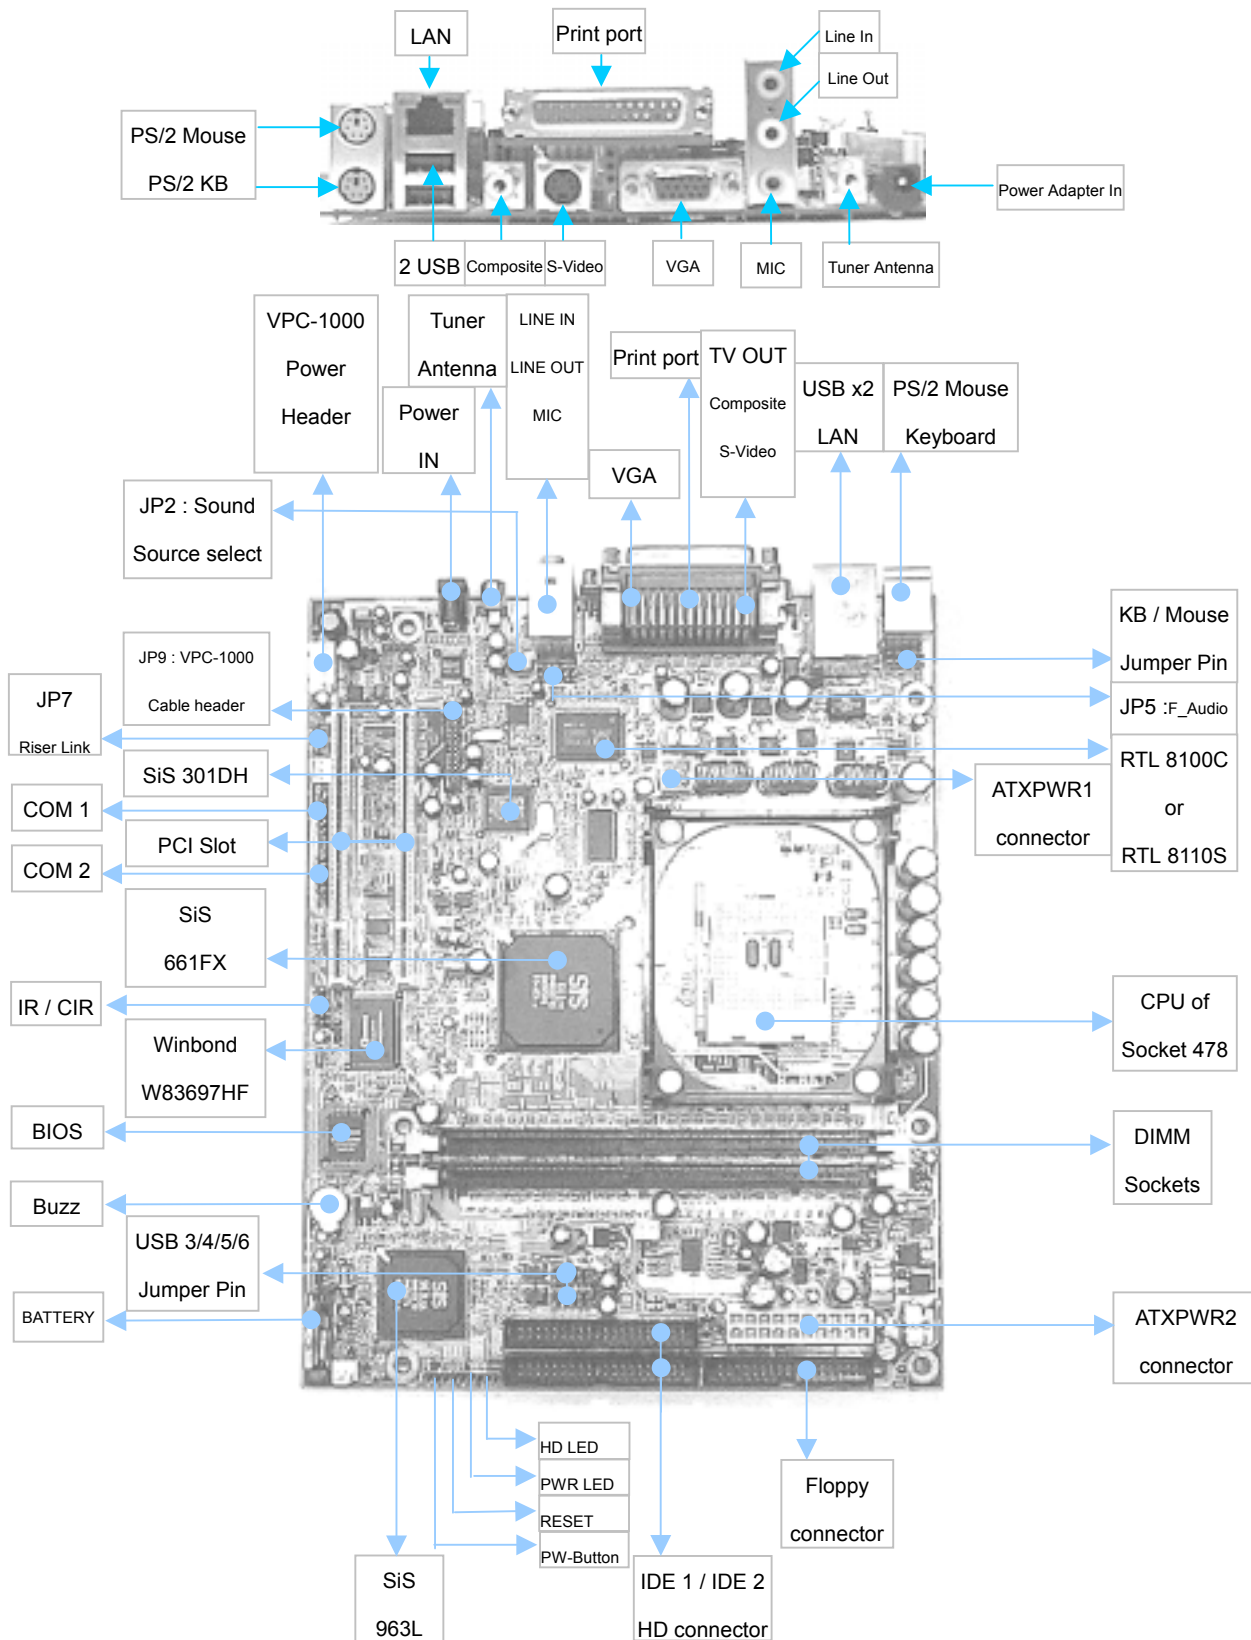 LAN
Print port
Line In
Line Out
PS/2 Mouse
PS/2 KB
Power Adapter In
2 USB
Composite
S-Video
VGA
MIC
Tuner Antenna
VPC-1000
Power
Header
Tuner
Antenna
Power
IN
LINE IN
LINE OUT
MIC
Print port
TV OUT
Composite
S-Video
USB x2
LAN
PS/2 Mouse
Keyboard
VGA
JP2 : Sound
Source select
KB / Mouse
Jumper Pin
JP9 : VPC-1000
Cable header
JP7
Riser Link
JP5 :F_Audio
SiS 301DH
RTL 8100C
or
RTL 8110S
ATXPWR1
connector
COM 1
PCI Slot
COM 2
SiS
661FX
SiS
IR / CIR
CPU of
Socket 478
Winbond
W83697HF
BIOS
DIMM
Sockets
Buzz
USB 3/4/5/6
Jumper Pin
SiS
BATTERY
ATXPWR2
connector
HD LED
PWR LED
RESET
PW-Button
Floppy
connector
SiS
963L
IDE 1 / IDE 2
HD connector